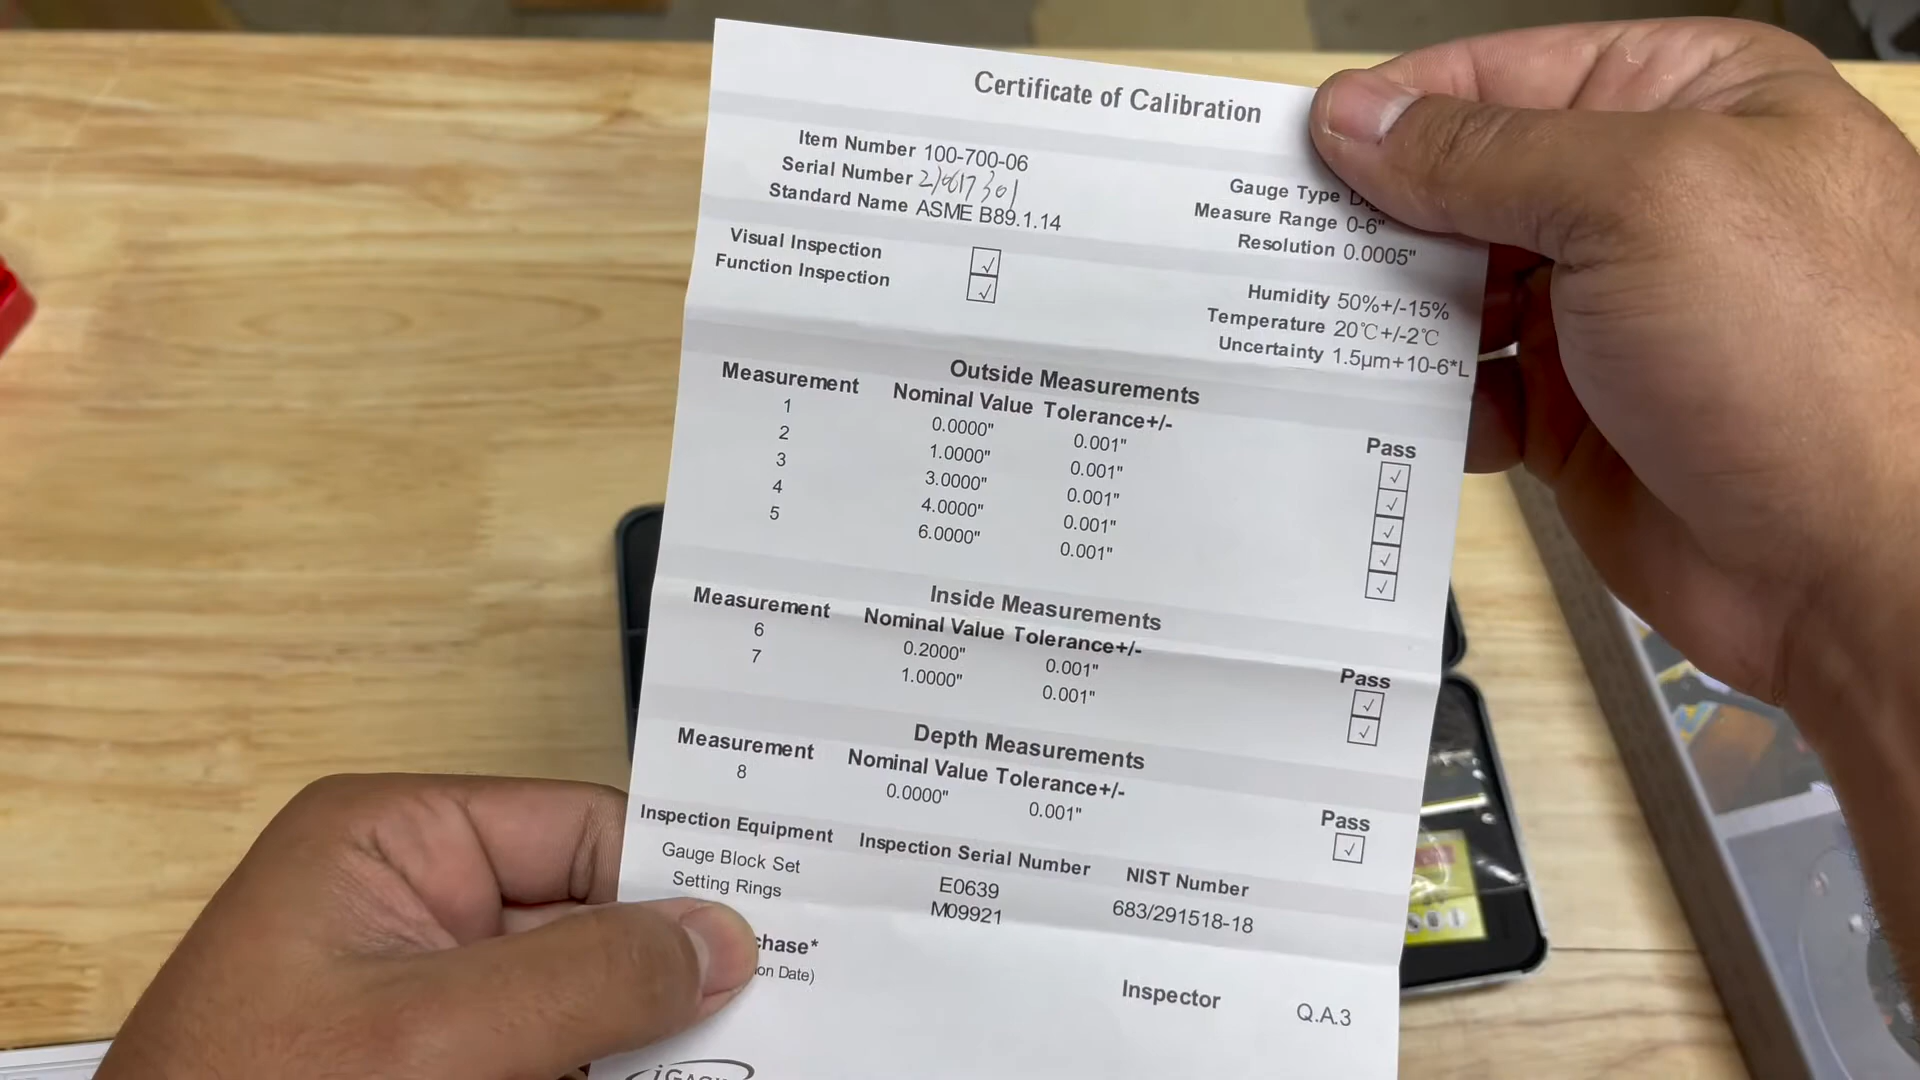 Certificate of Calibration
Item Number 100-700-06
Serial Number
Standard Name ASME B89.1.14
Gauge Type
Measure Range 0-6"
Resolution 0.0005"
Visual Inspection √
Function Inspection √
Humidity 50%+/-15%
Temperature 20℃+/-2℃
Uncertainty 1.5μm+10-6*L
Outside Measurements
Measurement Nominal Value Tolerance+/- Pass
1 0.0000" 0.001" √
2 1.0000" 0.001" √
3 3.0000" 0.001" √
4 4.0000" 0.001" √
5 6.0000" 0.001" √
Inside Measurements
Measurement Nominal Value Tolerance+/- Pass
6 0.2000" 0.001" √
7 1.0000" 0.001" √
Depth Measurements
Measurement Nominal Value Tolerance+/- Pass
8 0.0000" 0.001" √
Inspection Equipment Inspection Serial Number NIST Number
Gauge Block Set E0639 683/291518-18
Setting Rings M09921
chase*
on Date)
Inspector Q.A.3